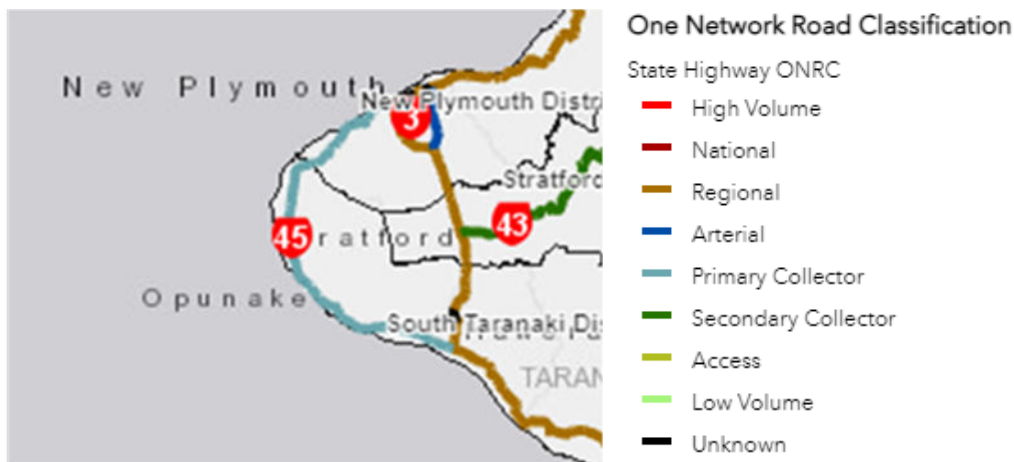 New Plymouth
New Plymouth Distri
3
Stratford
43
45
ratford
Opunake
South Taranaki Dis
TARAN
One Network Road Classification
State Highway ONRC
High Volume
National
Regional
Arterial
Primary Collector
Secondary Collector
Access
Low Volume
Unknown